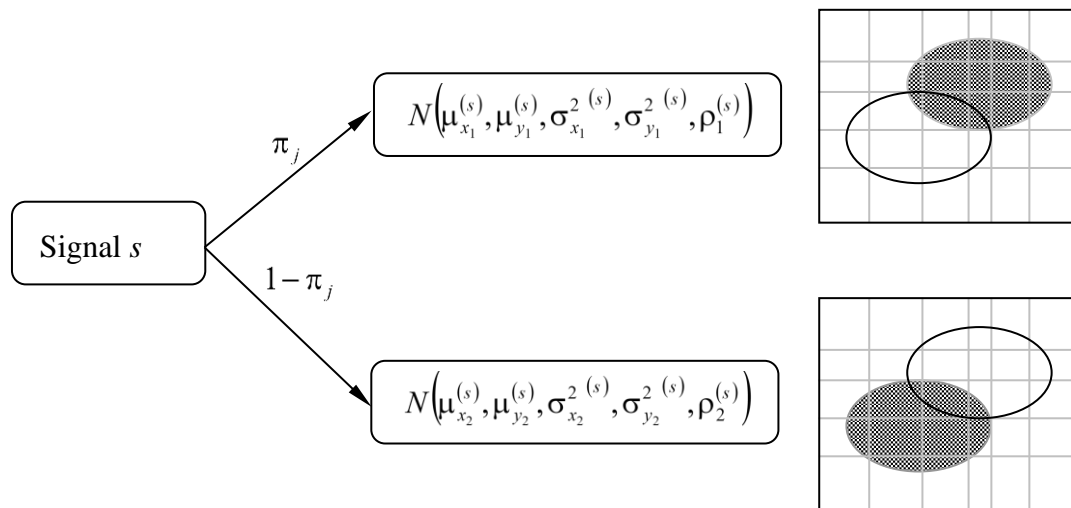 N(μ_{x_1}^{(s)}, μ_{y_1}^{(s)}, σ_{x_1}^{2 (s)}, σ_{y_1}^{2 (s)}, ρ_1^{(s)})
π_j
Signal s
1 − π_j
N(μ_{x_2}^{(s)}, μ_{y_2}^{(s)}, σ_{x_2}^{2 (s)}, σ_{y_2}^{2 (s)}, ρ_2^{(s)})